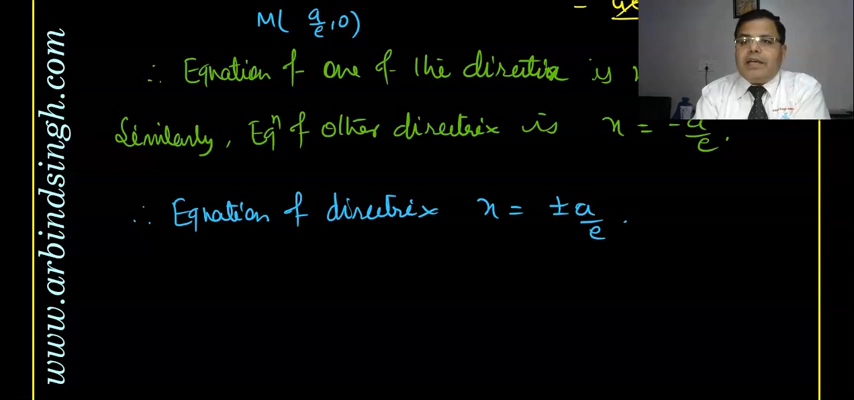 M( a/e, 0)
∴ Equation of one of the directrix is x
Similarly, Eqⁿ of other directrix is x = -a/e.
∴ Equation of directrix x = ± a/e.
www.arbindsingh.com